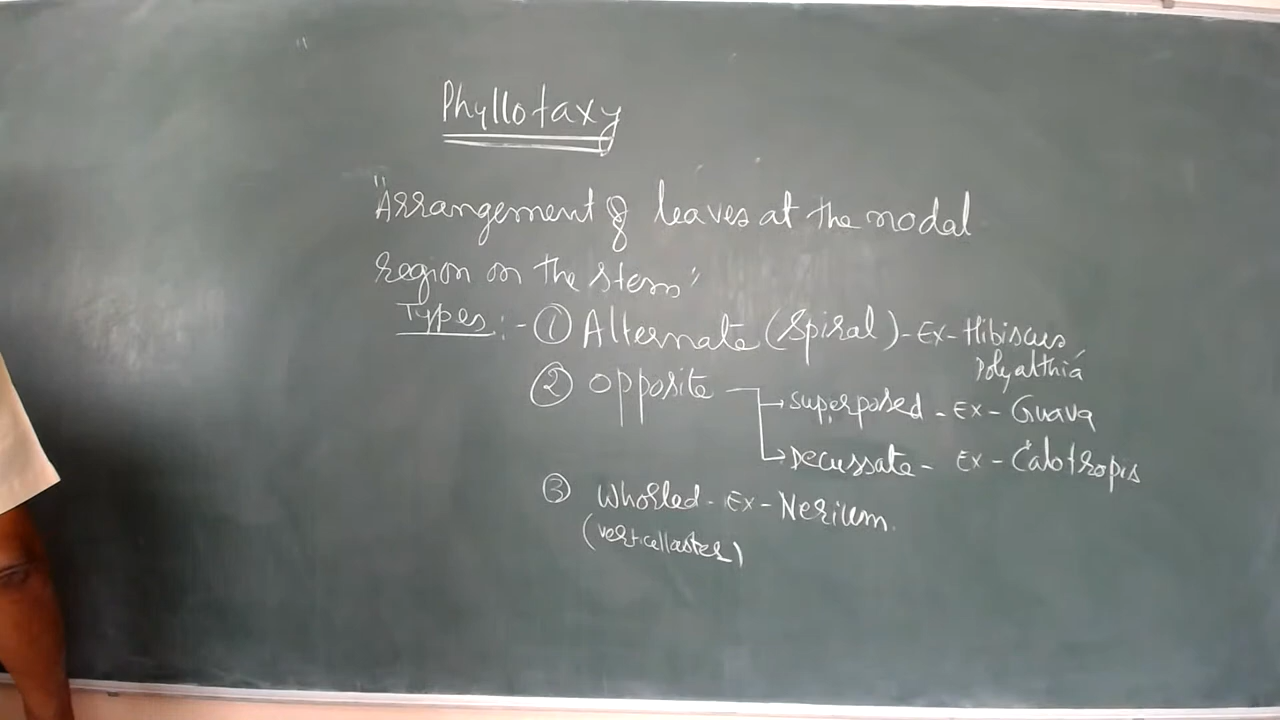 Phyllotaxy
"Arrangement of leaves at the nodal
region on the stem"
Types :- ① Alternate (spiral) - Ex - Hibiscus,
Polyalthia
② opposite → superposed - Ex - Guava
→ Decussate - Ex - Calotropis
③ Whorled - Ex - Nerium.
(verticellaster)